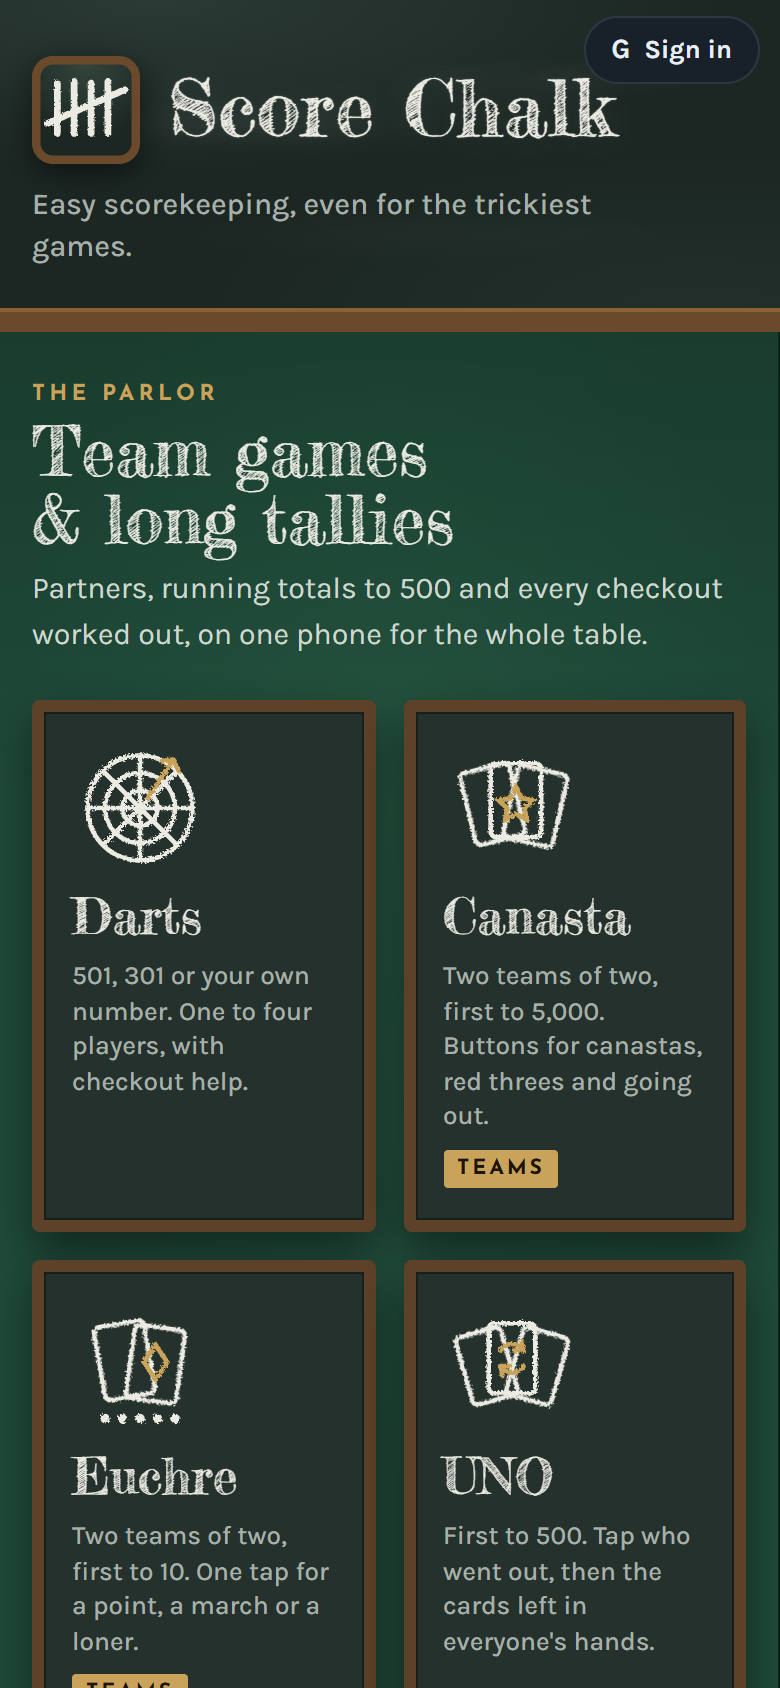 G Sign in
Score Chalk
Easy scorekeeping, even for the trickiest
games.
THE PARLOR
Team games
& long tallies
Partners, running totals to 500 and every checkout
worked out, on one phone for the whole table.
Darts
501, 301 or your own
number. One to four
players, with
checkout help.
Canasta
Two teams of two,
first to 5,000.
Buttons for canastas,
red threes and going
out.
TEAMS
Euchre
Two teams of two,
first to 10. One tap for
a point, a march or a
loner.
TEAMS
UNO
First to 500. Tap who
went out, then the
cards left in
everyone's hands.